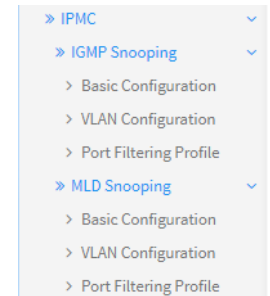 » IPMC
» IGMP Snooping
> Basic Configuration
> VLAN Configuration
> Port Filtering Profile
» MLD Snooping
> Basic Configuration
> VLAN Configuration
> Port Filtering Profile